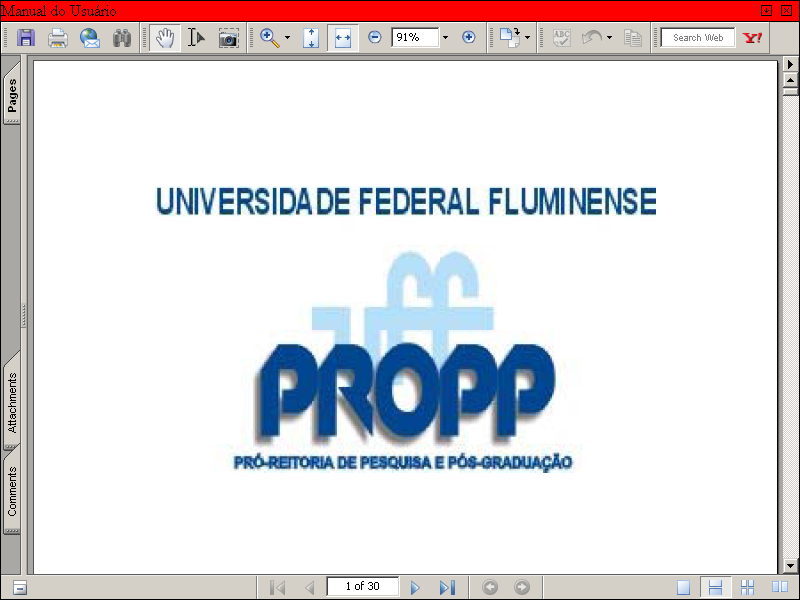 Manual do Usuário
91%
ABC
Search Web
Y!
Pages
UNIVERSIDADE FEDERAL FLUMINENSE
uff
PROPP
PRÓ-REITORIA DE PESQUISA E PÓS-GRADUAÇÃO
Attachments
Comments
1 of 30